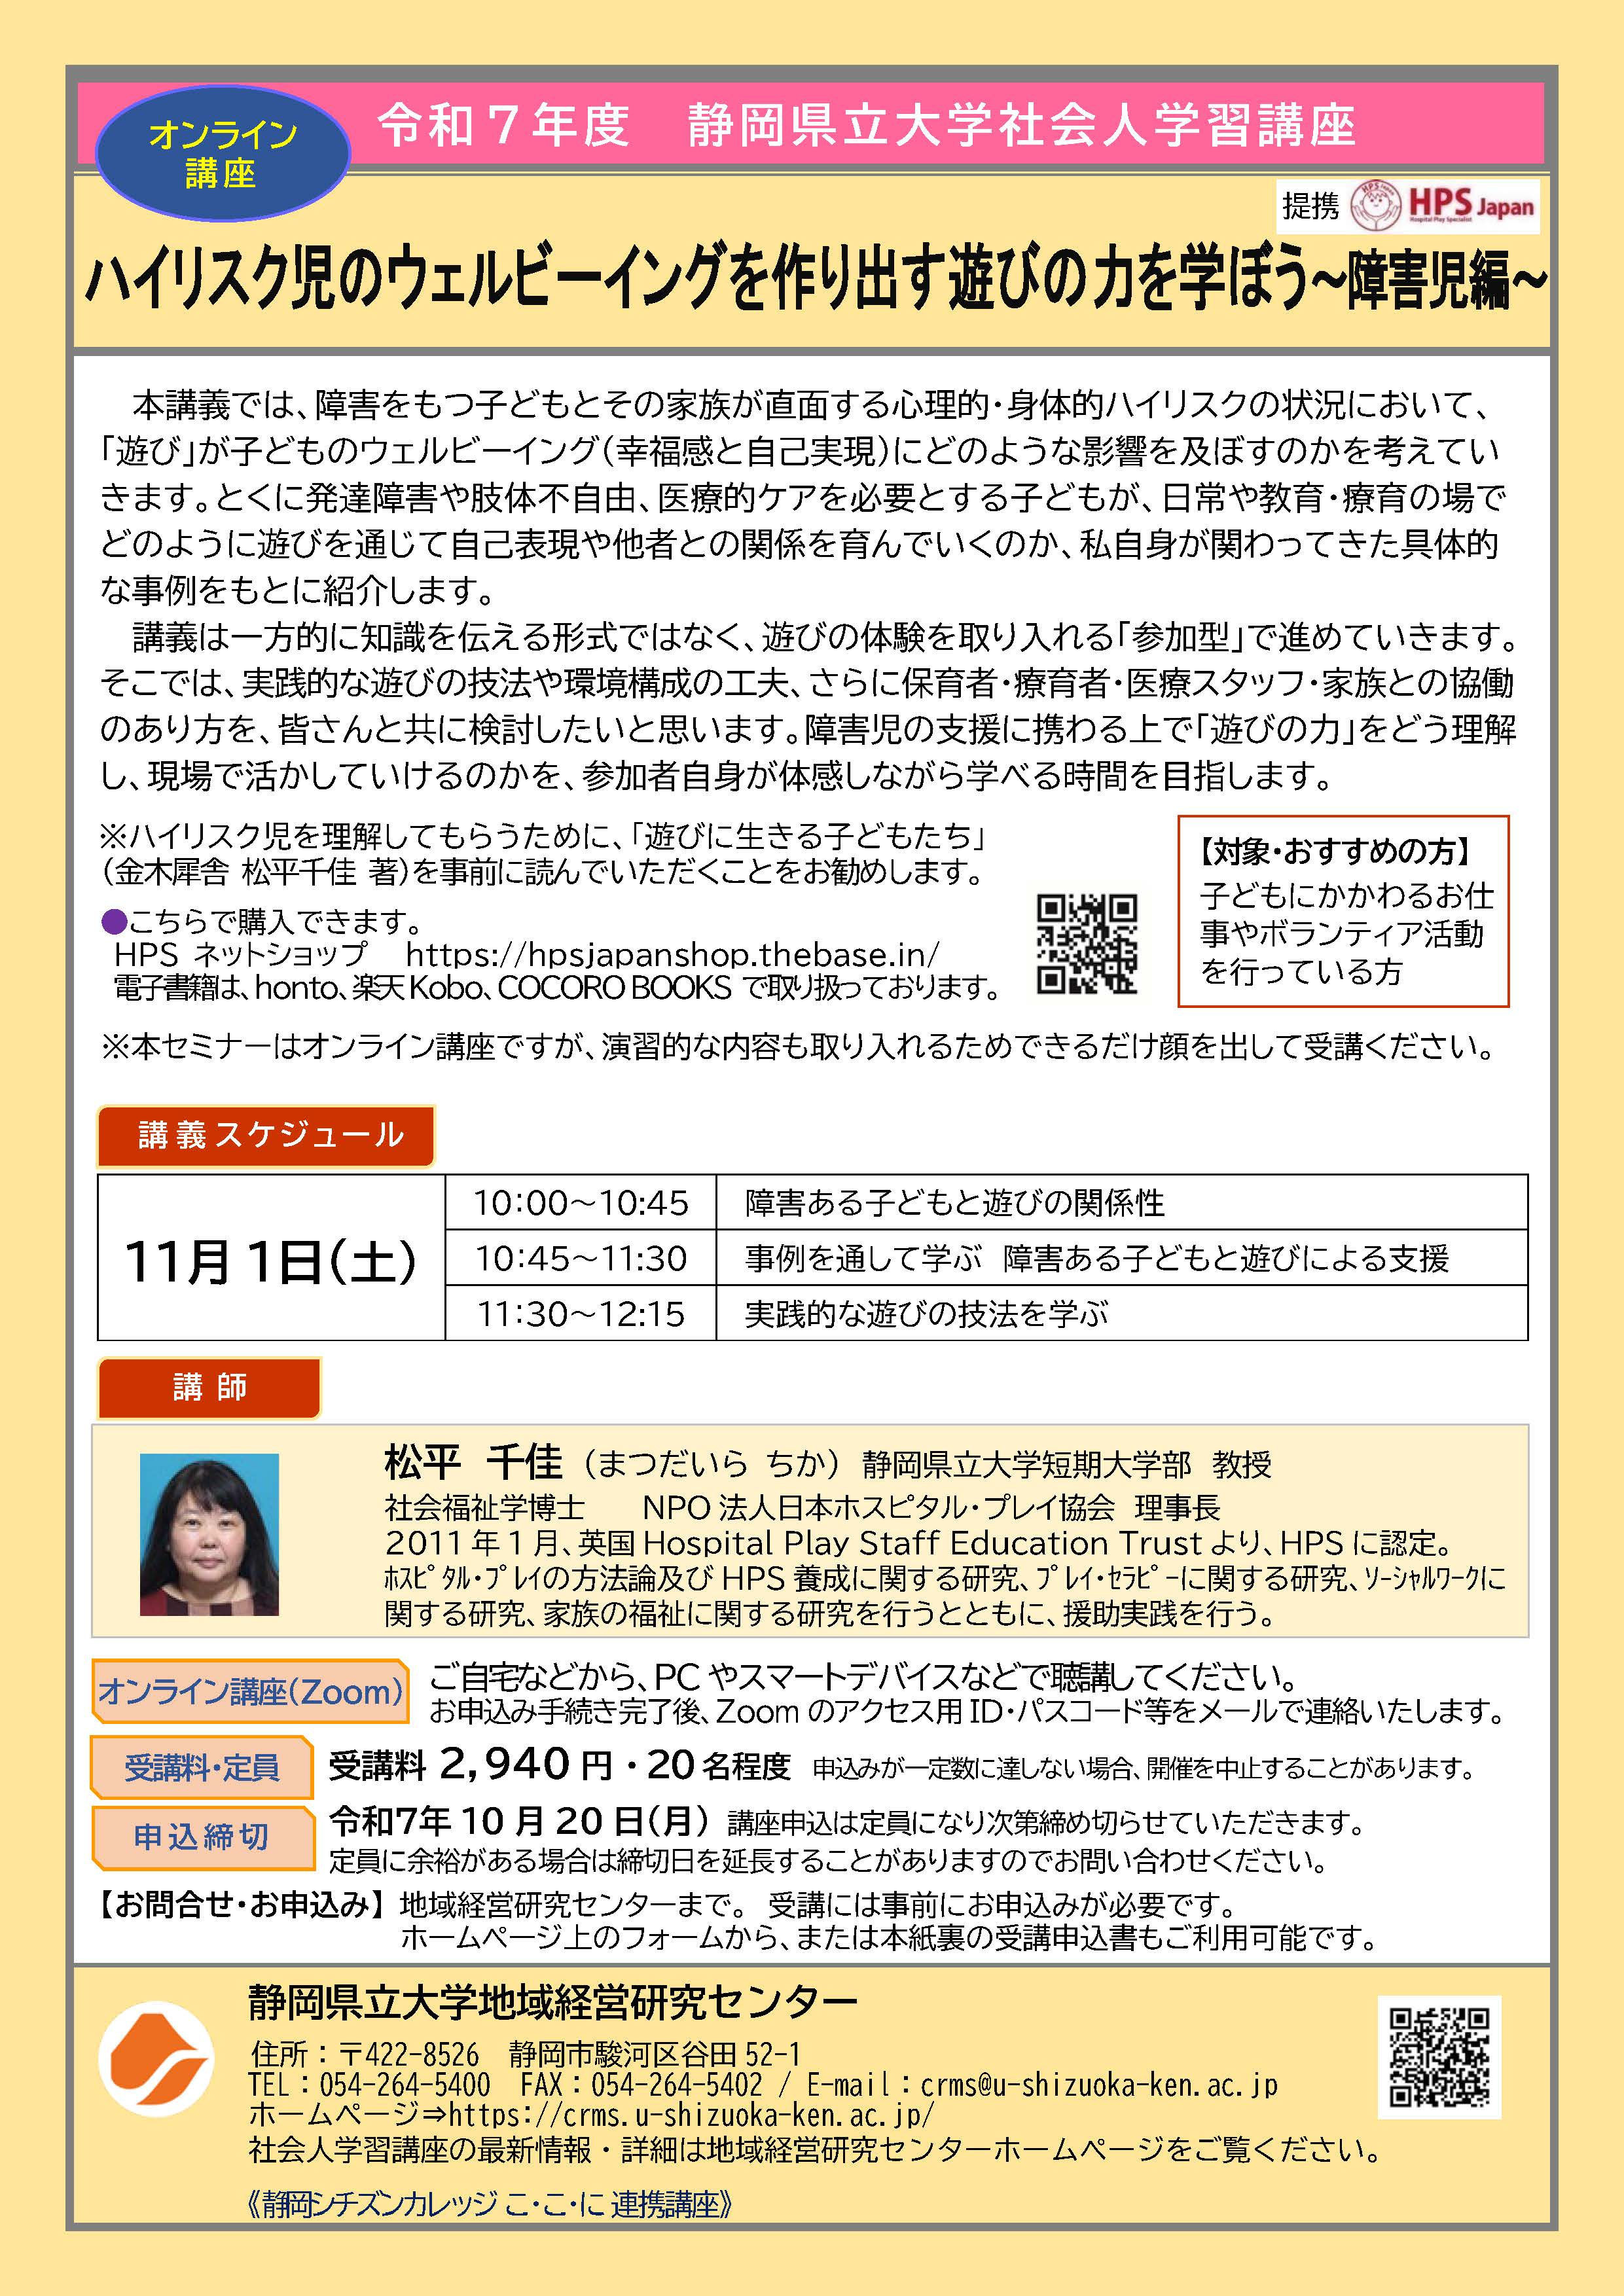 オンライン
講座
令和７年度　静岡県立大学社会人学習講座
提携 HPS Japan
Hospital Play Specialist
ハイリスク児のウェルビーイングを作り出す遊びの力を学ぼう～障害児編～
本講義では、障害をもつ子どもとその家族が直面する心理的・身体的ハイリスクの状況において、
「遊び」が子どものウェルビーイング（幸福感と自己実現）にどのような影響を及ぼすのかを考えてい
きます。とくに発達障害や肢体不自由、医療的ケアを必要とする子どもが、日常や教育・療育の場で
どのように遊びを通じて自己表現や他者との関係を育んでいくのか、私自身が関わってきた具体的
な事例をもとに紹介します。
講義は一方的に知識を伝える形式ではなく、遊びの体験を取り入れる「参加型」で進めていきます。
そこでは、実践的な遊びの技法や環境構成の工夫、さらに保育者・療育者・医療スタッフ・家族との協働
のあり方を、皆さんと共に検討したいと思います。障害児の支援に携わる上で「遊びの力」をどう理解
し、現場で活かしていけるのかを、参加者自身が体感しながら学べる時間を目指します。
※ハイリスク児を理解してもらうために、「遊びに生きる子どもたち」
（金木犀舎 松平千佳 著）を事前に読んでいただくことをお勧めします。
●こちらで購入できます。
HPS ネットショップ　https://hpsjapanshop.thebase.in/
電子書籍は、honto、楽天Kobo、COCORO BOOKS で取り扱っております。
【対象・おすすめの方】
子どもにかかわるお仕
事やボランティア活動
を行っている方
※本セミナーはオンライン講座ですが、演習的な内容も取り入れるためできるだけ顔を出して受講ください。
講義スケジュール
11月1日（土）
10：00～10:45　障害ある子どもと遊びの関係性
10：45～11:30　事例を通して学ぶ　障害ある子どもと遊びによる支援
11：30～12:15　実践的な遊びの技法を学ぶ
講 師
松平　千佳（まつだいら ちか）静岡県立大学短期大学部　教授
社会福祉学博士　　NPO 法人日本ホスピタル・プレイ協会　理事長
2011 年 1 月、英国 Hospital Play Staff Education Trust より、HPS に認定。
ﾎｽﾋﾟﾀﾙ・ﾌﾟﾚｲの方法論及び HPS 養成に関する研究、ﾌﾟﾚｲ・ｾﾗﾋﾟｰに関する研究、ｿｰｼｬﾙﾜｰｸに
関する研究、家族の福祉に関する研究を行うとともに、援助実践を行う。
オンライン講座（Zoom）
ご自宅などから、PC やスマートデバイスなどで聴講してください。
お申込み手続き完了後、Zoom のアクセス用 ID・パスコード等をメールで連絡いたします。
受講料・定員
受講料 2,940 円 ・20 名程度　申込みが一定数に達しない場合、開催を中止することがあります。
申込締切
令和7年 10 月 20 日（月）講座申込は定員になり次第締め切らせていただきます。
定員に余裕がある場合は締切日を延長することがありますのでお問い合わせください。
【お問合せ・お申込み】地域経営研究センターまで。 受講には事前にお申込みが必要です。
ホームページ上のフォームから、または本紙裏の受講申込書もご利用可能です。
静岡県立大学地域経営研究センター
住所：〒422-8526　静岡市駿河区谷田 52-1
TEL：054-264-5400　FAX：054-264-5402 / E-mail：crms@u-shizuoka-ken.ac.jp
ホームページ⇒https://crms.u-shizuoka-ken.ac.jp/
社会人学習講座の最新情報・詳細は地域経営研究センターホームページをご覧ください。
《静岡シチズンカレッジ こ・こ・に 連携講座》